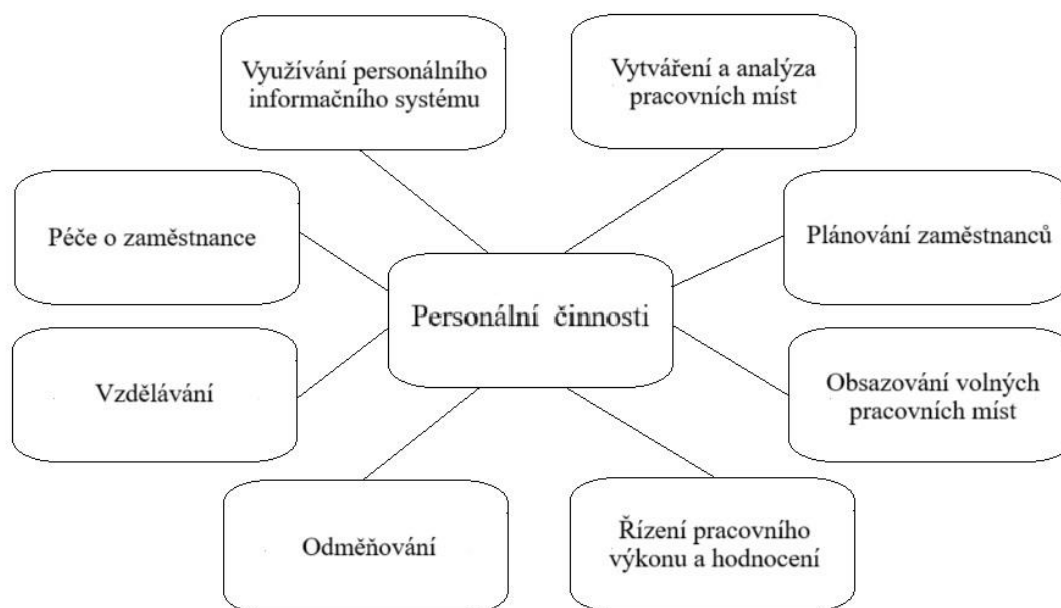 Využívání personálního
informačního systému
Vytváření a analýza
pracovních míst
Péče o zaměstnance
Plánování zaměstnanců
Personální činnosti
Vzdělávání
Obsazování volných
pracovních míst
Odměňování
Řízení pracovního
výkonu a hodnocení